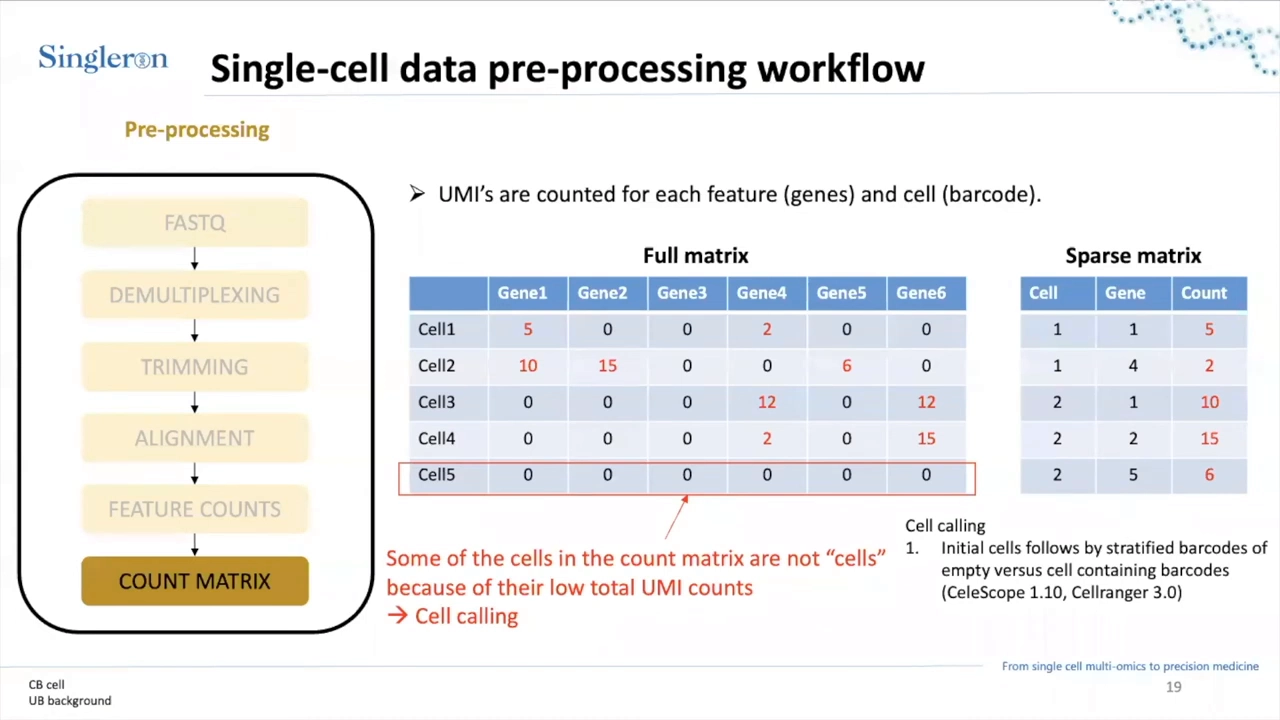 Singleron
Single-cell data pre-processing workflow
Pre-processing
FASTQ
DEMULTIPLEXING
TRIMMING
ALIGNMENT
FEATURE COUNTS
COUNT MATRIX
➢ UMI's are counted for each feature (genes) and cell (barcode).
Full matrix
Gene1 Gene2 Gene3 Gene4 Gene5 Gene6
Cell1 5 0 0 2 0 0
Cell2 10 15 0 0 6 0
Cell3 0 0 0 12 0 12
Cell4 0 0 0 2 0 15
Cell5 0 0 0 0 0 0
Sparse matrix
Cell Gene Count
1 1 5
1 4 2
2 1 10
2 2 15
2 5 6
Some of the cells in the count matrix are not “cells”
because of their low total UMI counts
→ Cell calling
Cell calling
1. Initial cells follows by stratified barcodes of
empty versus cell containing barcodes
(CeleScope 1.10, Cellranger 3.0)
From single cell multi-omics to precision medicine
19
CB cell
UB background